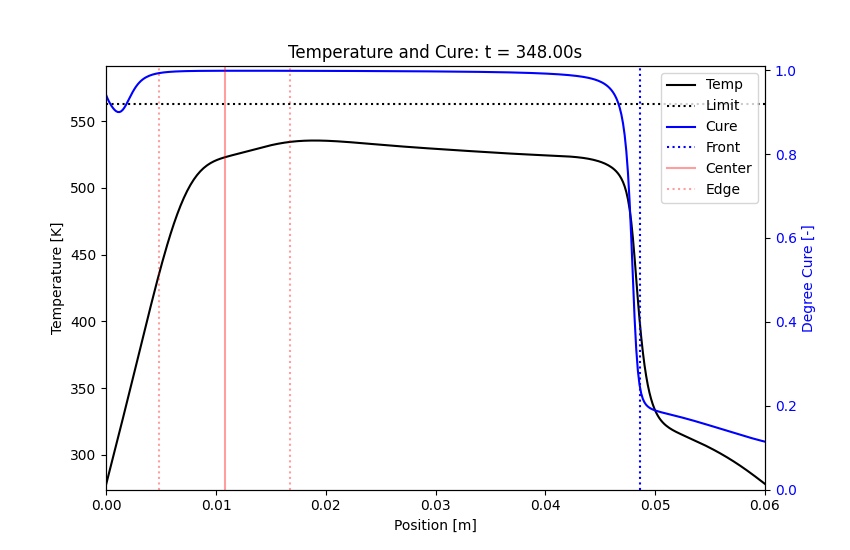 Temperature and Cure: t = 348.00s
Temp
Limit
Cure
Front
Center
Edge
550
500
450
400
350
300
Temperature [K]
1.0
0.8
0.6
0.4
0.2
0.0
Degree Cure [-]
0.00 0.01 0.02 0.03 0.04 0.05 0.06
Position [m]